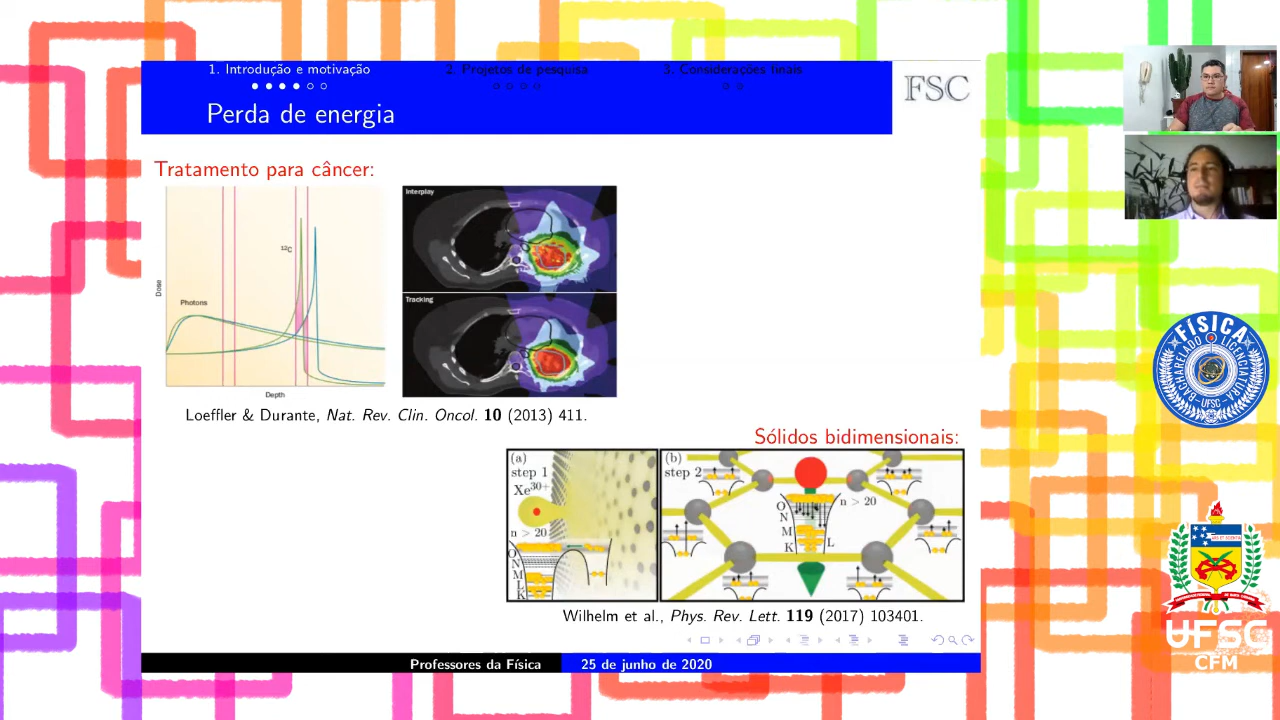 1. Introdução e motivação
2. Projetos de pesquisa
3. Considerações finais
Perda de energia
FSC
Tratamento para câncer:
Dose
Photons
12C
Depth
Interplay
Tracking
Loeffler & Durante, Nat. Rev. Clin. Oncol. 10 (2013) 411.
Sólidos bidimensionais:
(a)
step 1
Xe30+
n > 20
O
N
M
L
K
(b)
step 2
n > 20
O
N
M
L
K
Wilhelm et al., Phys. Rev. Lett. 119 (2017) 103401.
Professores da Física
25 de junho de 2020
FÍSICA
BACHARELADO
LICENCIATURA
UFSC
UFSC
CFM